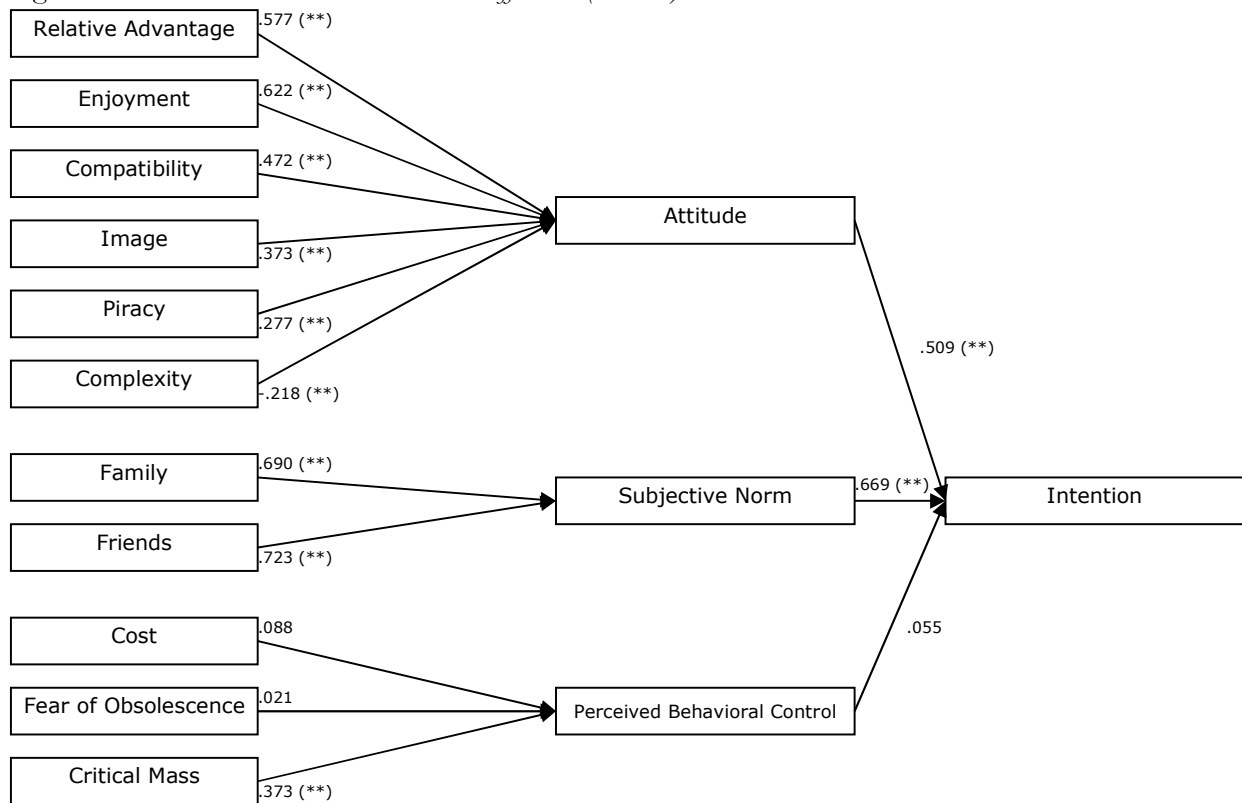 Relative Advantage
.577 (**)
Enjoyment
.622 (**)
Compatibility
.472 (**)
Image
.373 (**)
Piracy
.277 (**)
Complexity
-.218 (**)
Attitude
.509 (**)
Family
.690 (**)
Friends
.723 (**)
Subjective Norm
.669 (**)
Intention
Cost
.088
Fear of Obsolescence
.021
Critical Mass
.373 (**)
Perceived Behavioral Control
.055